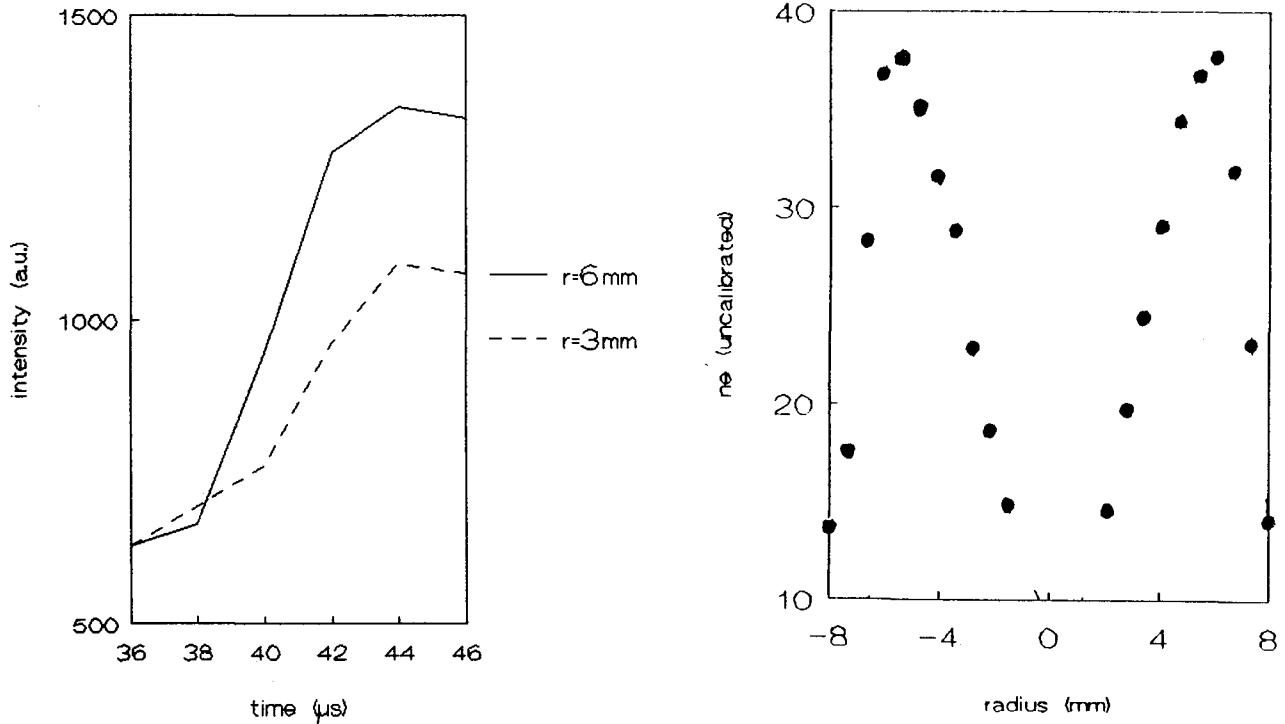 1500
1000
500
36 38 40 42 44 46
time (μs)
intensity (a.u.)
r=6mm
r=3mm
40
30
20
10
-8 -4 0 4 8
radius (mm)
ne (uncalibrated)